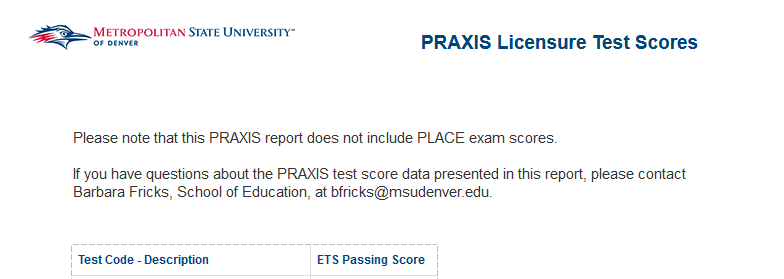 METROPOLITAN STATE UNIVERSITY™
OF DENVER
PRAXIS Licensure Test Scores
Please note that this PRAXIS report does not include PLACE exam scores.
If you have questions about the PRAXIS test score data presented in this report, please contact
Barbara Fricks, School of Education, at bfricks@msudenver.edu.
Test Code - Description ETS Passing Score